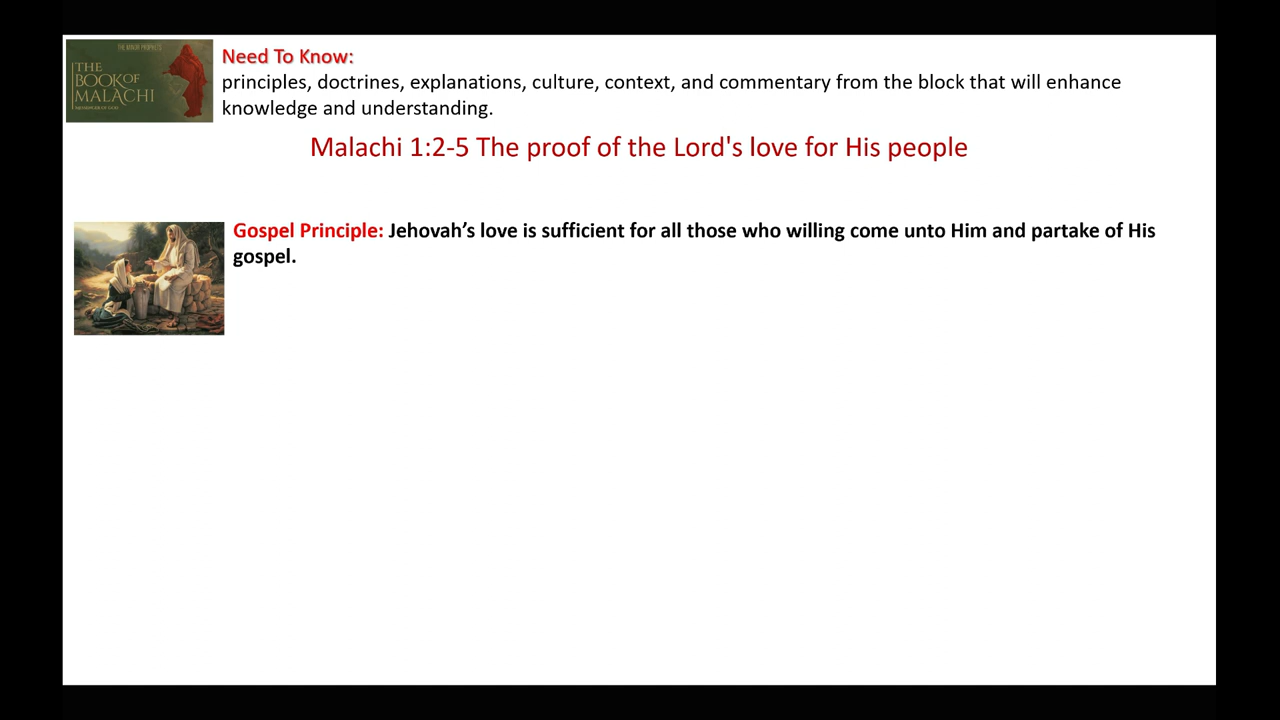 THE MINOR PROPHETS
THE
BOOK OF
MALACHI
MESSENGER OF GOD
Need To Know:
principles, doctrines, explanations, culture, context, and commentary from the block that will enhance
knowledge and understanding.
Malachi 1:2-5 The proof of the Lord's love for His people
Gospel Principle: Jehovah’s love is sufficient for all those who willing come unto Him and partake of His
gospel.